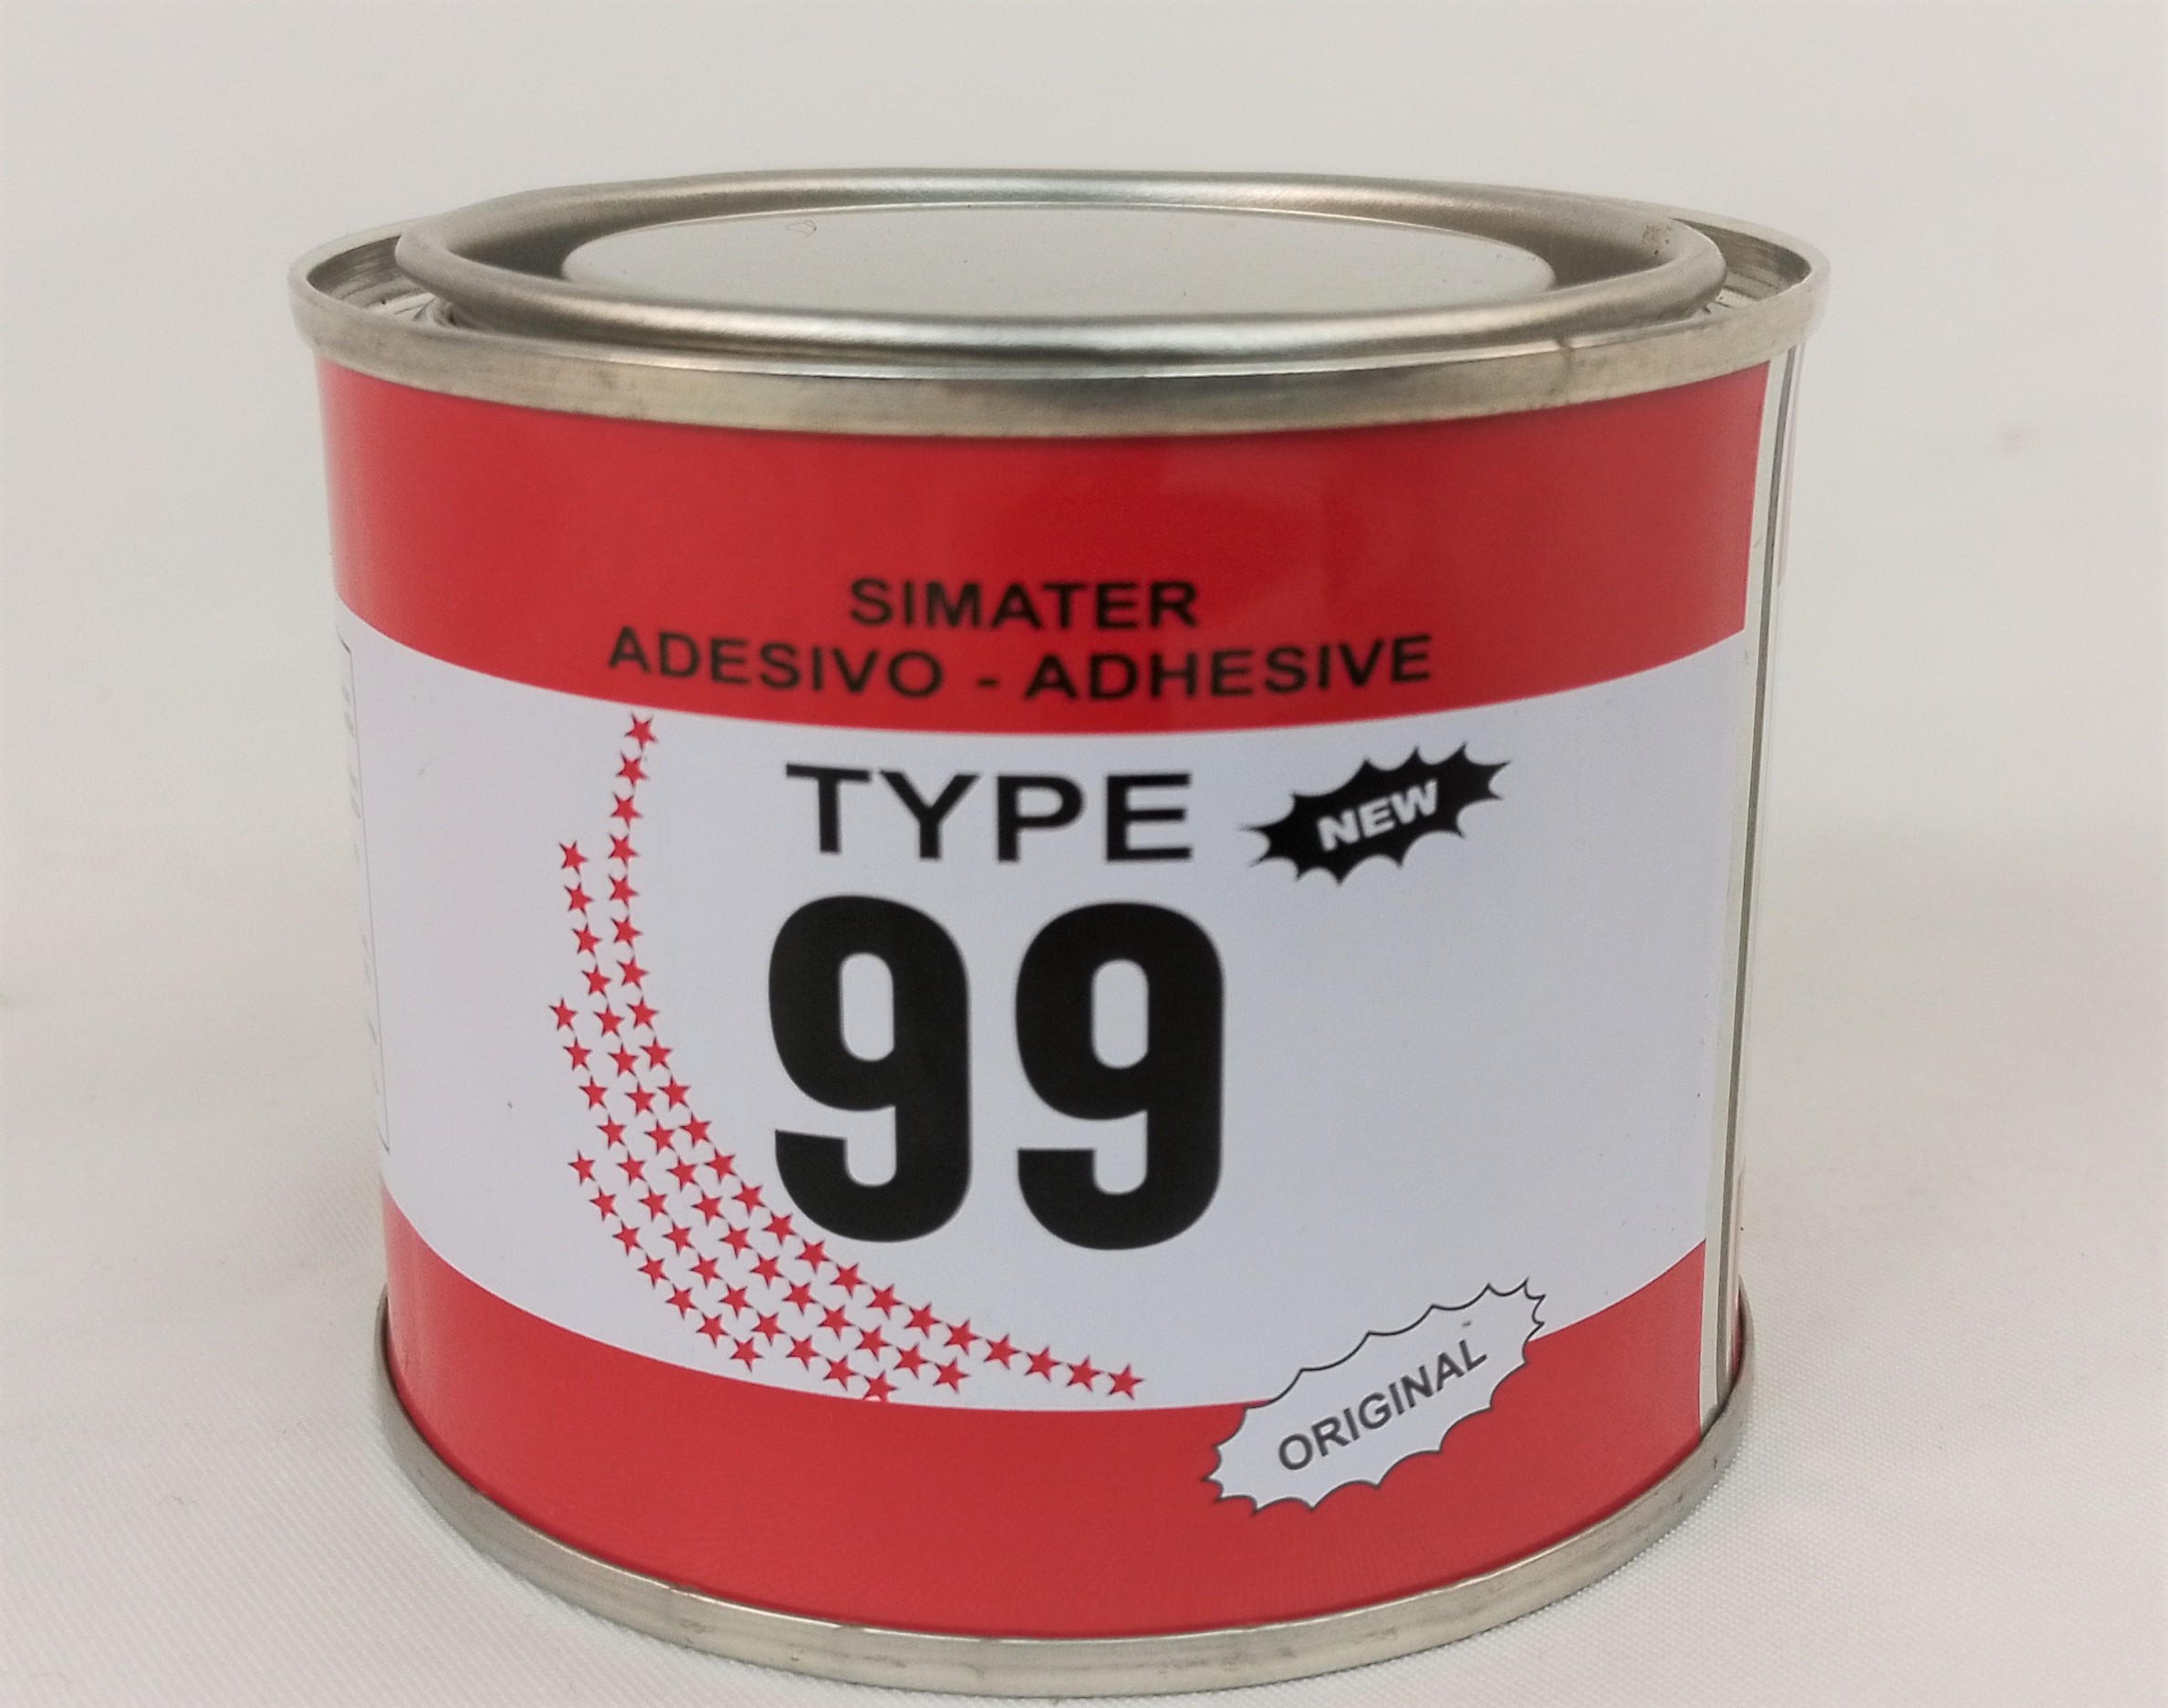 SIMATER
ADESIVO - ADHESIVE
TYPE
NEW
99
ORIGINAL